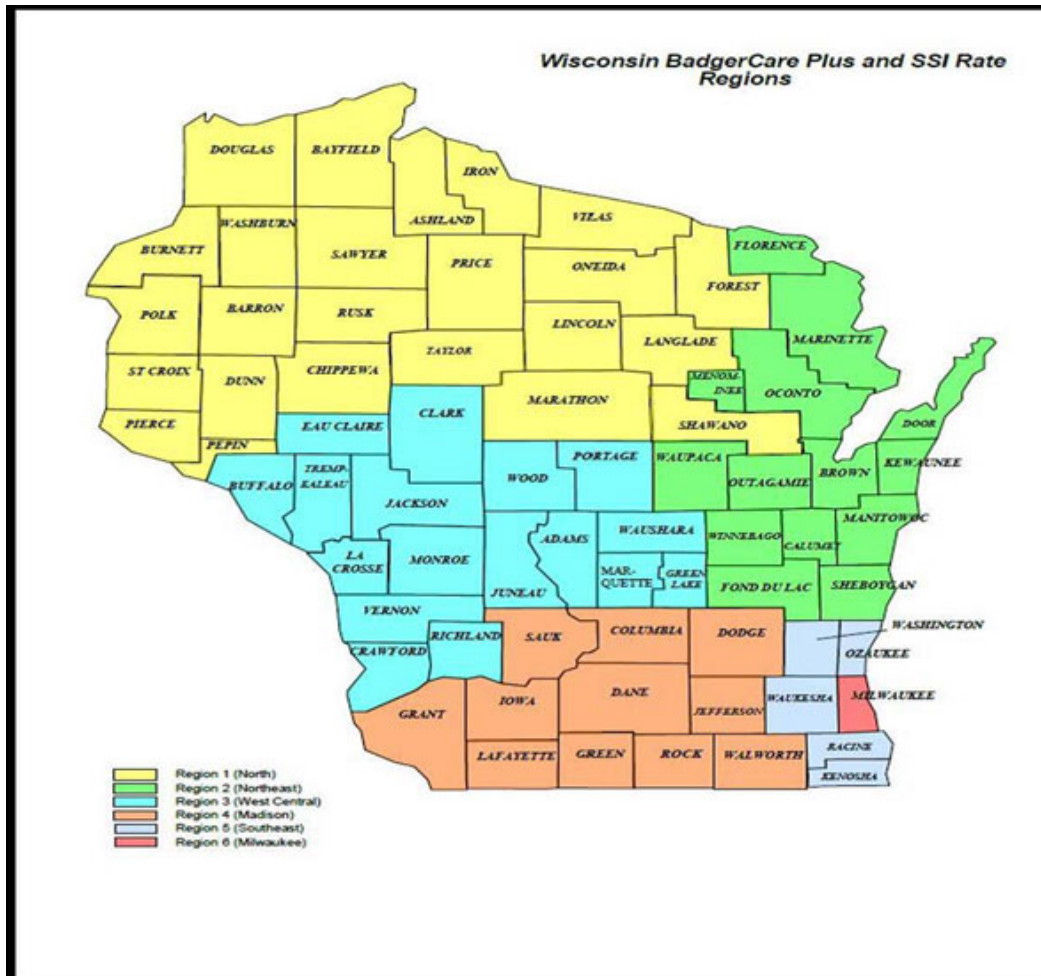 Wisconsin BadgerCare Plus and SSI Rate
Regions
DOUGLAS
BAYFIELD
IRON
ASHLAND
VILAS
WASHBURN
BURNETT
SAWYER
PRICE
ONEIDA
FLORENCE
FOREST
POLK
BARRON
RUSK
LINCOLN
MARINETTE
LANGLADE
TAYLOR
ST CROIX
DUNN
CHIPPEWA
MENOM-
INEE
OCONTO
MARATHON
CLARK
PIERCE
EAU CLAIRE
SHAWANO
DOOR
PEPIN
PORTAGE
WAUPACA
BROWN
KEWAUNEE
BUFFALO
TREMP-
EALEAU
WOOD
OUTAGAMIE
JACKSON
MANITOWOC
WAUSHARA
ADAMS
WINNEBAGO
CALUMET
LA
CROSSE
MONROE
MAR-
QUETTE
GREEN
LAKE
JUNEAU
FOND DU LAC
SHEBOYGAN
VERNON
RICHLAND
SAUK
COLUMBIA
DODGE
WASHINGTON
CRAWFORD
OZAUKEE
GRANT
IOWA
DANE
JEFFERSON
WAUKESHA
MILWAUKEE
LAFAYETTE
GREEN
ROCK
WALWORTH
RACINE
KENOSHA
Region 1 (North)
Region 2 (Northeast)
Region 3 (West Central)
Region 4 (Madison)
Region 5 (Southeast)
Region 6 (Milwaukee)